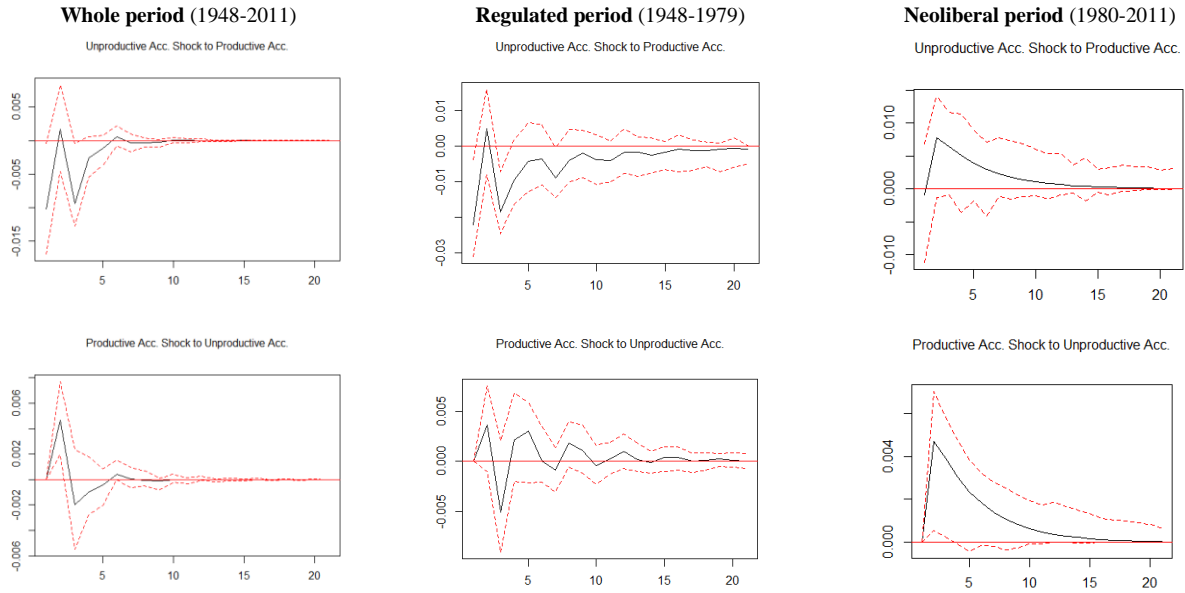 Whole period (1948-2011)
Regulated period (1948-1979)
Neoliberal period (1980-2011)
Unproductive Acc. Shock to Productive Acc.
0.005
-0.005
-0.015
5 10 15 20
Unproductive Acc. Shock to Productive Acc.
0.01
-0.01
-0.03
5 10 15 20
Unproductive Acc. Shock to Productive Acc.
0.010
0.000
-0.010
5 10 15 20
Productive Acc. Shock to Unproductive Acc.
0.006
0.002
-0.002
-0.006
5 10 15 20
Productive Acc. Shock to Unproductive Acc.
0.005
0.000
-0.005
5 10 15 20
Productive Acc. Shock to Unproductive Acc.
0.004
0.000
5 10 15 20